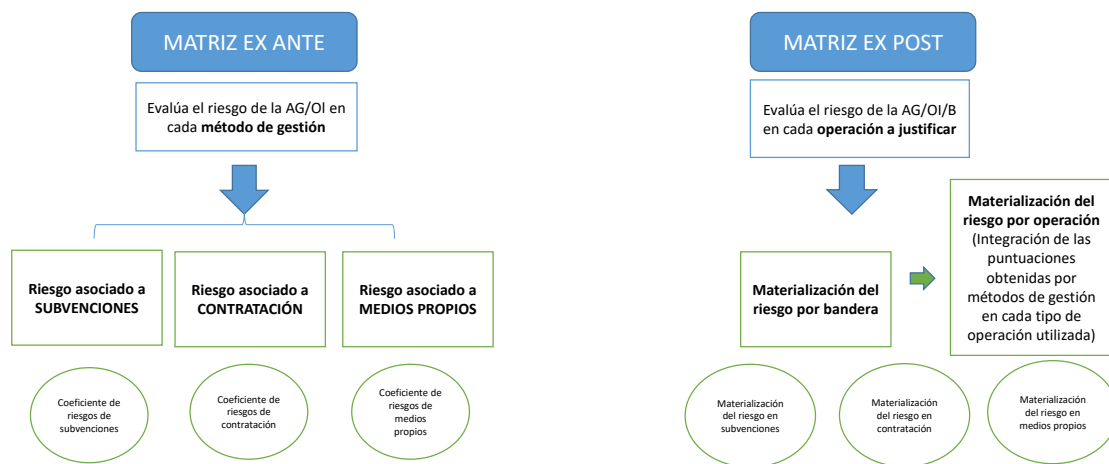 MATRIZ EX ANTE
Evalúa el riesgo de la AG/OI en
cada método de gestión
Riesgo asociado a
SUBVENCIONES
Riesgo asociado a
CONTRATACIÓN
Riesgo asociado a
MEDIOS PROPIOS
Coeficiente de
riesgos de
subvenciones
Coeficiente de
riesgos de
contratación
Coeficiente de
riesgos de
medios
propios
MATRIZ EX POST
Evalúa el riesgo de la AG/OI/B
en cada operación a justificar
Materialización del
riesgo por bandera
Materialización del
riesgo por operación
(Integración de las
puntuaciones
obtenidas por
métodos de gestión
en cada tipo de
operación utilizada)
Materialización
del riesgo en
subvenciones
Materialización
del riesgo en
contratación
Materialización
del riesgo en
medios propios